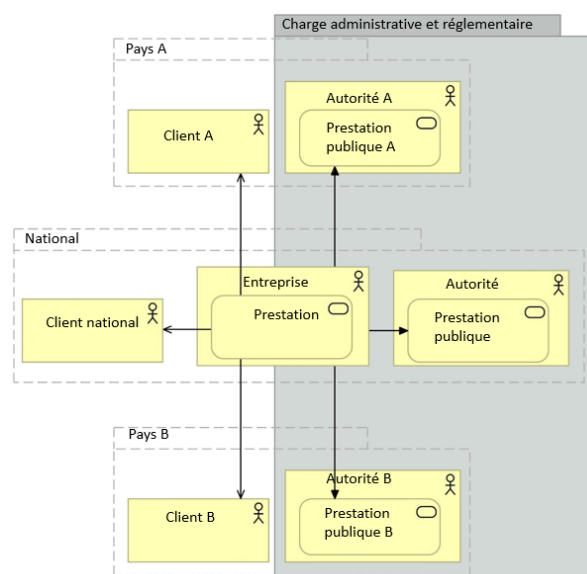 Charge administrative et réglementaire
Pays A
Client A
Autorité A
Prestation
publique A
National
Client national
Entreprise
Prestation
Autorité
Prestation
publique
Pays B
Client B
Autorité B
Prestation
publique B